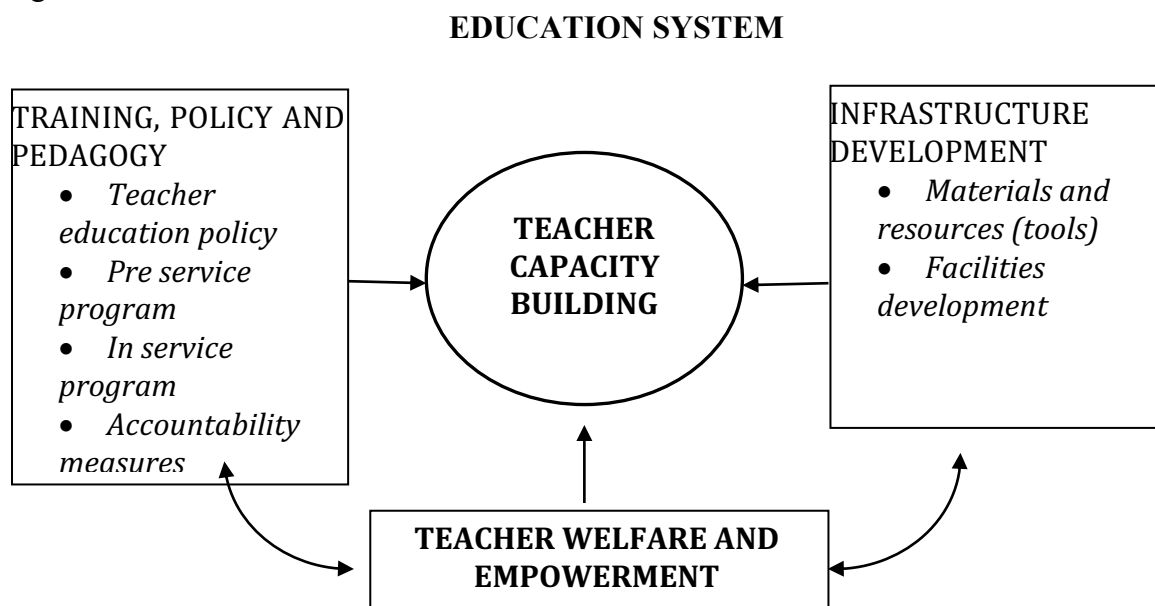 EDUCATION SYSTEM
TRAINING, POLICY AND
PEDAGOGY
• Teacher
education policy
• Pre service
program
• In service
program
• Accountability
measures
TEACHER
CAPACITY
BUILDING
INFRASTRUCTURE
DEVELOPMENT
• Materials and
resources (tools)
• Facilities
development
TEACHER WELFARE AND
EMPOWERMENT